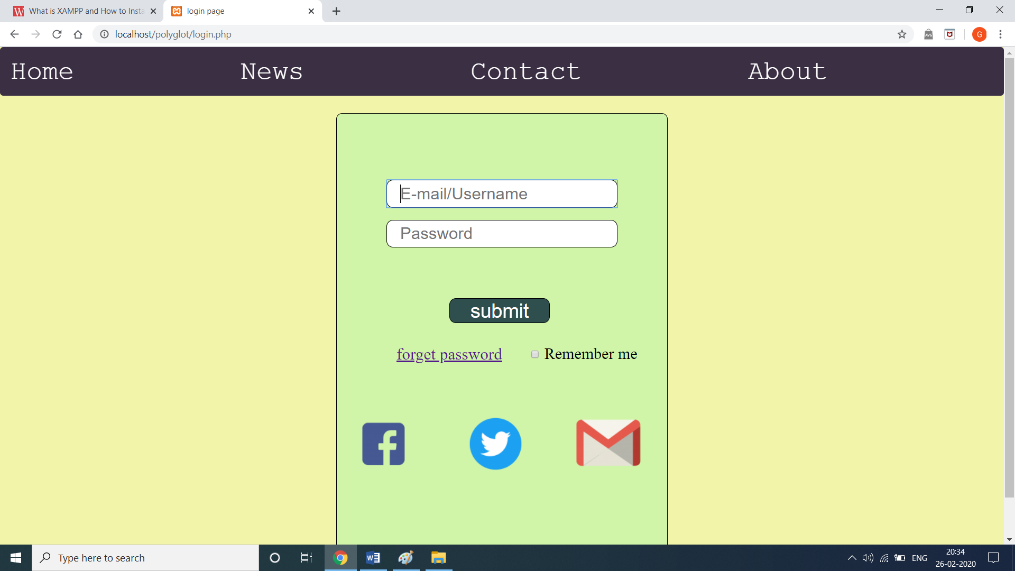 What is XAMPP and How to Insta
login page
localhost/polyglot/login.php
G
Home News Contact About
E-mail/Username
Password
submit
forget password Remember me
Type here to search
ENG
20:34
26-02-2020